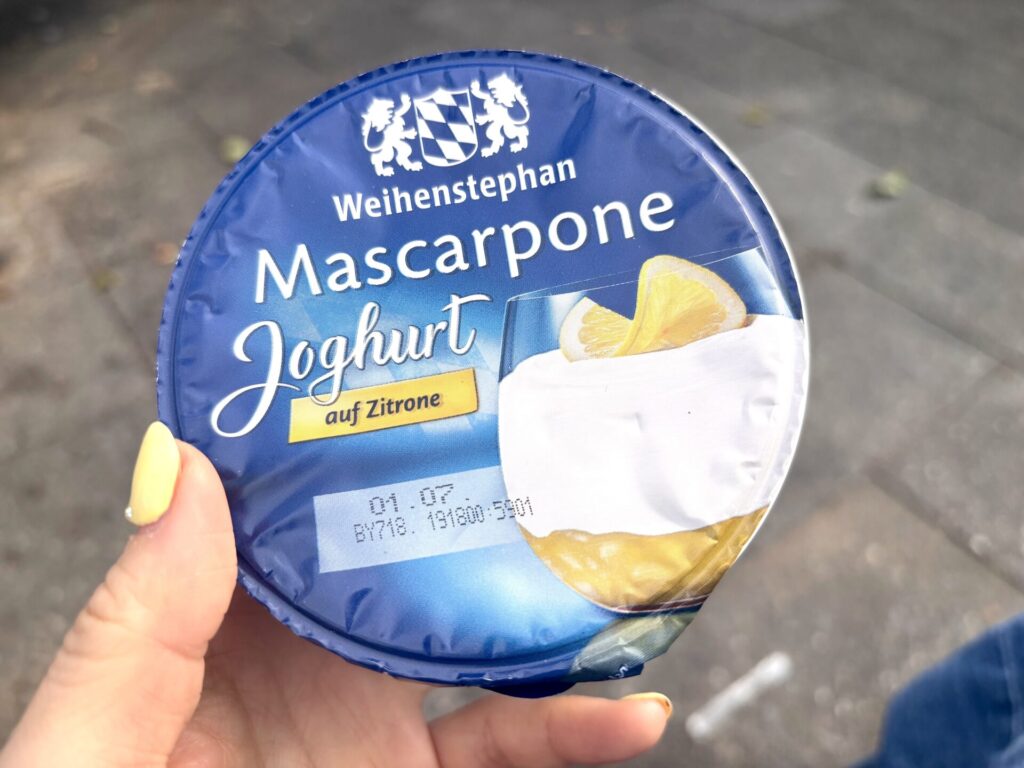 Weihenstephan
Mascarpone
Joghurt
auf Zitrone
01.07.
BY718. 191800·5901